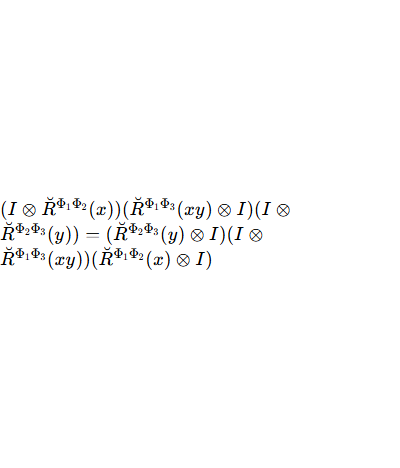 (I ⊗ R̆^{Φ₁Φ₂}(x))(R̆^{Φ₁Φ₃}(xy) ⊗ I)(I ⊗
R̆^{Φ₂Φ₃}(y)) = (R̆^{Φ₂Φ₃}(y) ⊗ I)(I ⊗
R̆^{Φ₁Φ₃}(xy))(R̆^{Φ₁Φ₂}(x) ⊗ I)